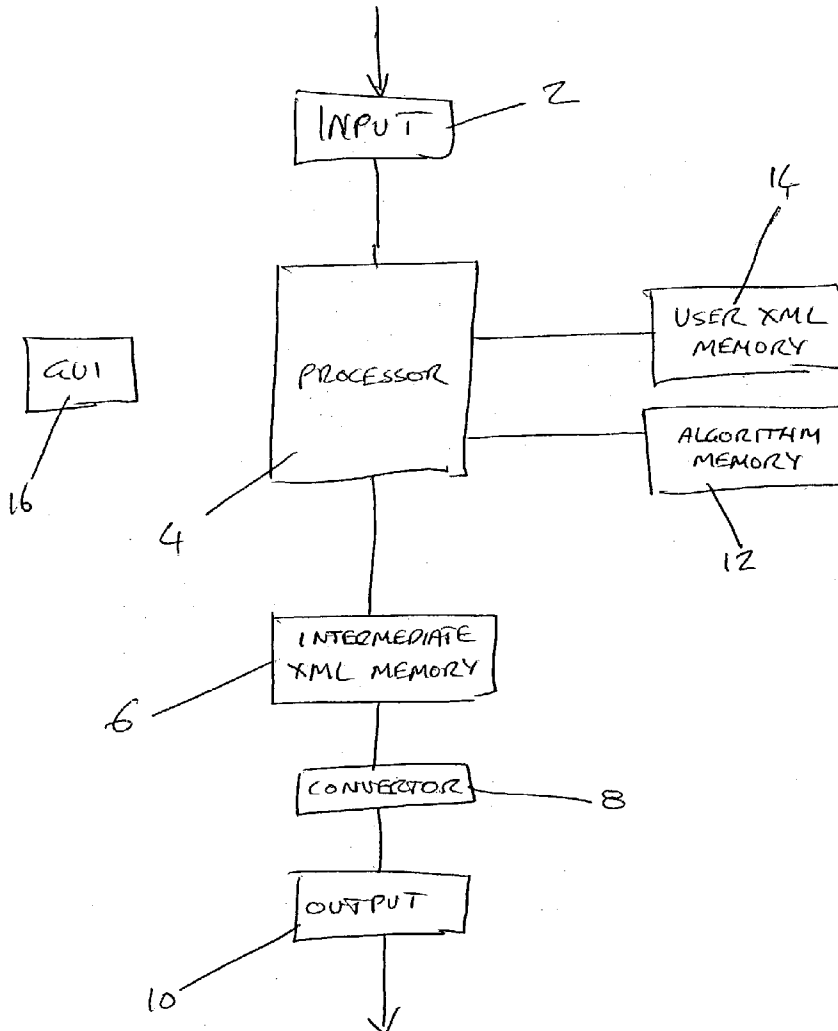 INPUT
2
14
USER XML
MEMORY
GUI
16
PROCESSOR
4
ALGORITHM
MEMORY
12
INTERMEDIATE
XML MEMORY
6
CONVERTOR
8
OUTPUT
10